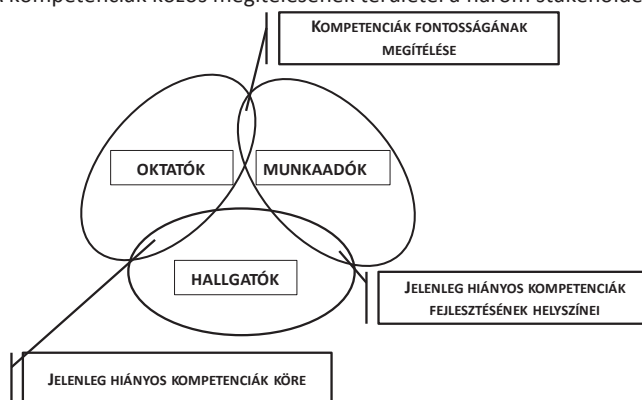 kompetenciák közös megítélésének területei a három stakeholder
KOMPETENCIÁK FONTOSSÁGÁNAK
MEGÍTÉLÉSE
OKTATÓK
MUNKAADÓK
HALLGATÓK
JELENLEG HIÁNYOS KOMPETENCIÁK
FEJLESZTÉSÉNEK HELYSZÍNEI
JELENLEG HIÁNYOS KOMPETENCIÁK KÖRE